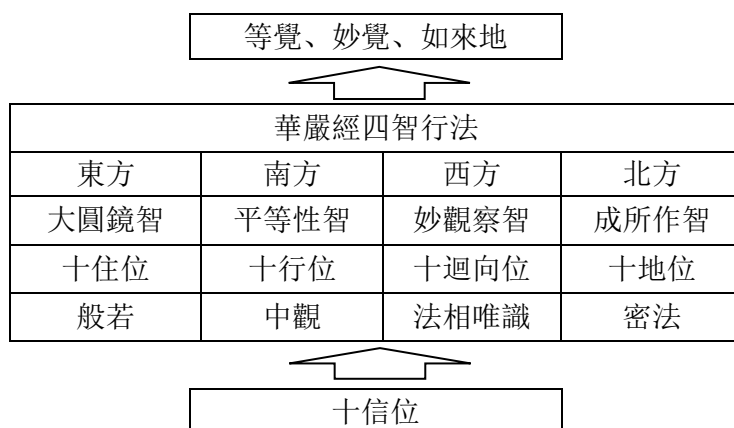 等覺、妙覺、如來地
華嚴經四智行法
東方 南方 西方 北方
大圓鏡智 平等性智 妙觀察智 成所作智
十住位 十行位 十迴向位 十地位
般若 中觀 法相唯識 密法
十信位